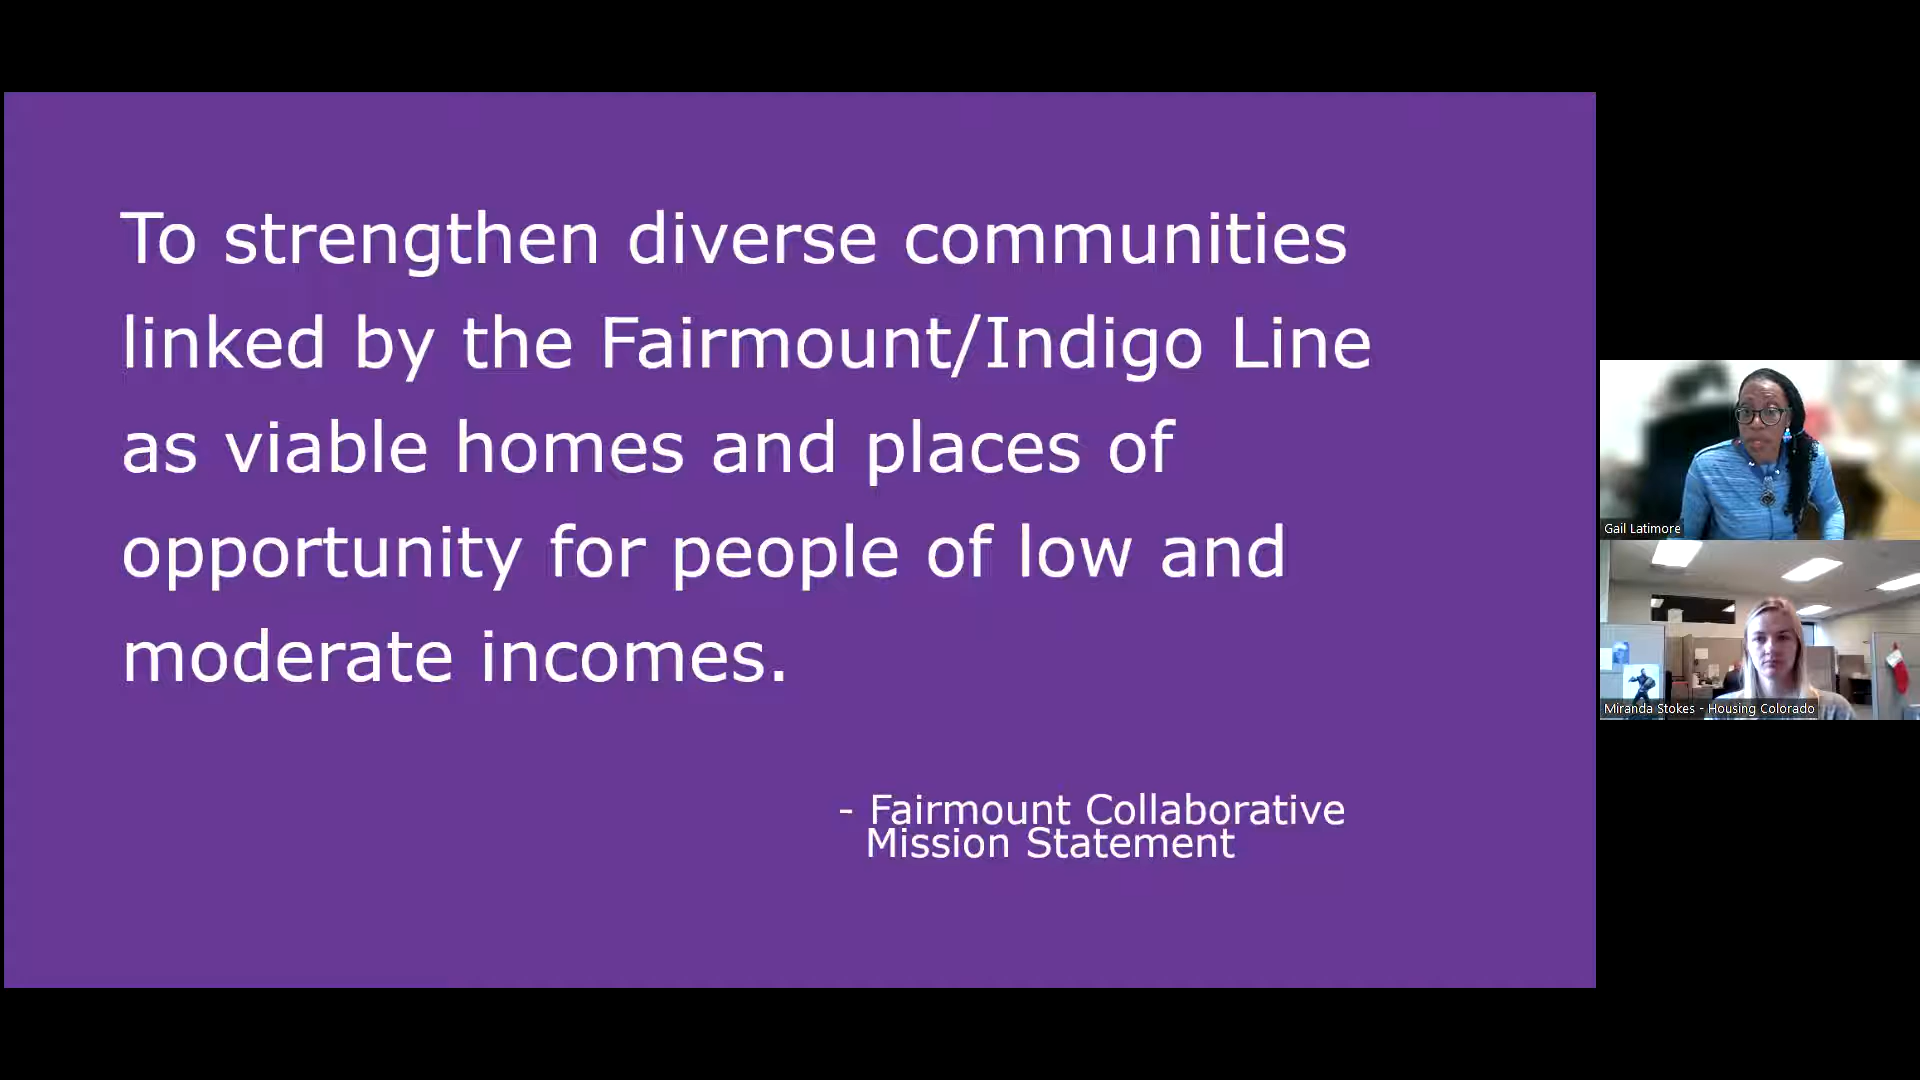 To strengthen diverse communities
linked by the Fairmount/Indigo Line
as viable homes and places of
opportunity for people of low and
moderate incomes.
- Fairmount Collaborative
Mission Statement
Gail Latimore
Miranda Stokes - Housing Colorado